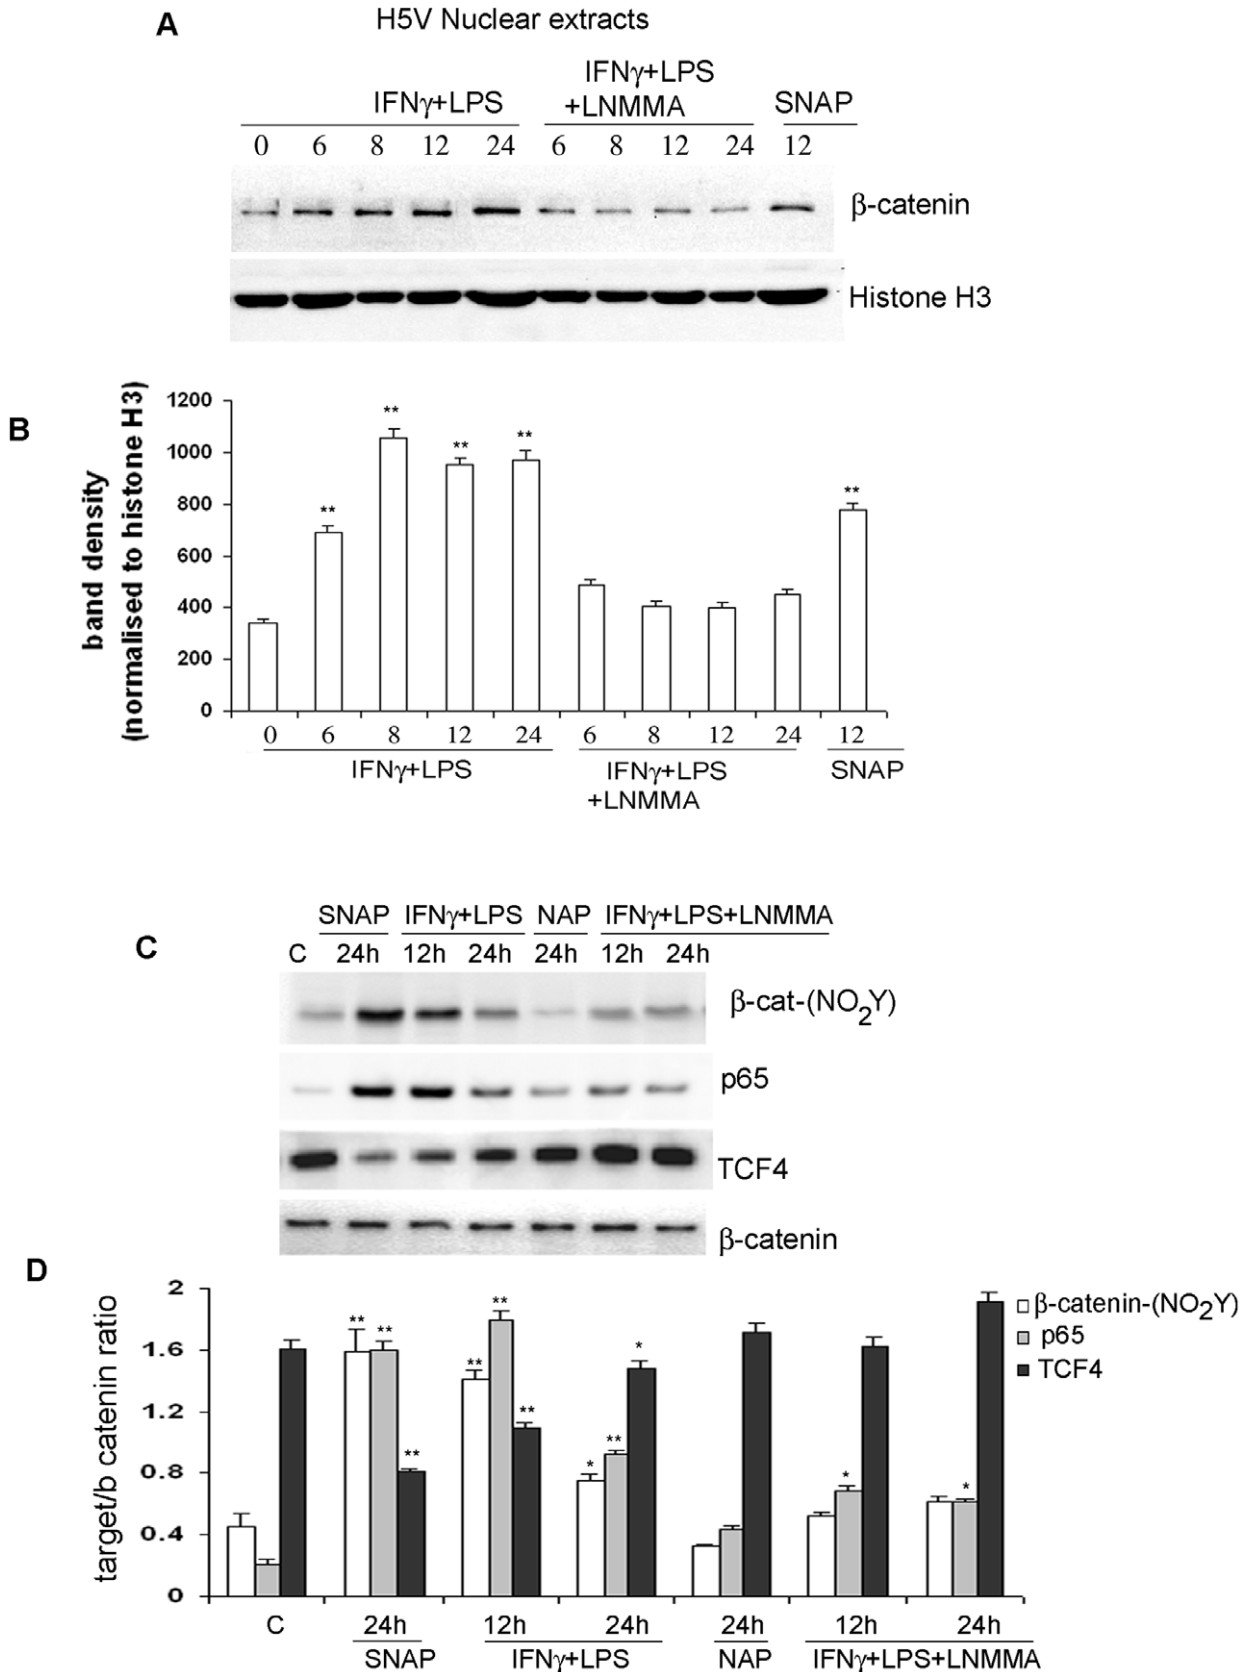 A
H5V Nuclear extracts
IFNγ+LPS
IFNγ+LPS
+LNMMA
SNAP
0 6 8 12 24 6 8 12 24 12
β-catenin
Histone H3
B
band density
(normalised to histone H3)
1200
1000
800
600
400
200
0
**
**
**
**
**
0 6 8 12 24 6 8 12 24 12
IFNγ+LPS
IFNγ+LPS
+LNMMA
SNAP
C
SNAP IFNγ+LPS NAP IFNγ+LPS+LNMMA
C 24h 12h 24h 24h 12h 24h
β-cat-(NO₂Y)
p65
TCF4
β-catenin
D
target/b catenin ratio
2
1.6
1.2
0.8
0.4
0
** ** **
** ** **
* ** *
*
*
β-catenin-(NO₂Y)
p65
TCF4
C 24h 12h 24h 24h 12h 24h
SNAP IFNγ+LPS NAP IFNγ+LPS+LNMMA